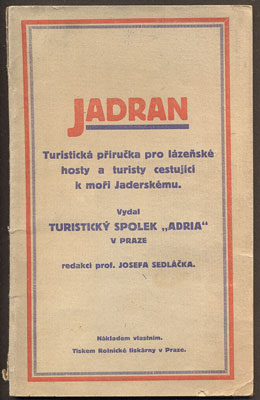 JADRAN
Turistická příručka pro lázeňské
hosty a turisty cestující
k moři Jaderskému.
Vydal
TURISTICKÝ SPOLEK „ADRIA“
V PRAZE
redakcí prof. JOSEFA SEDLÁČKA.
Nákladem vlastním.
Tiskem Rolnické tiskárny v Praze.